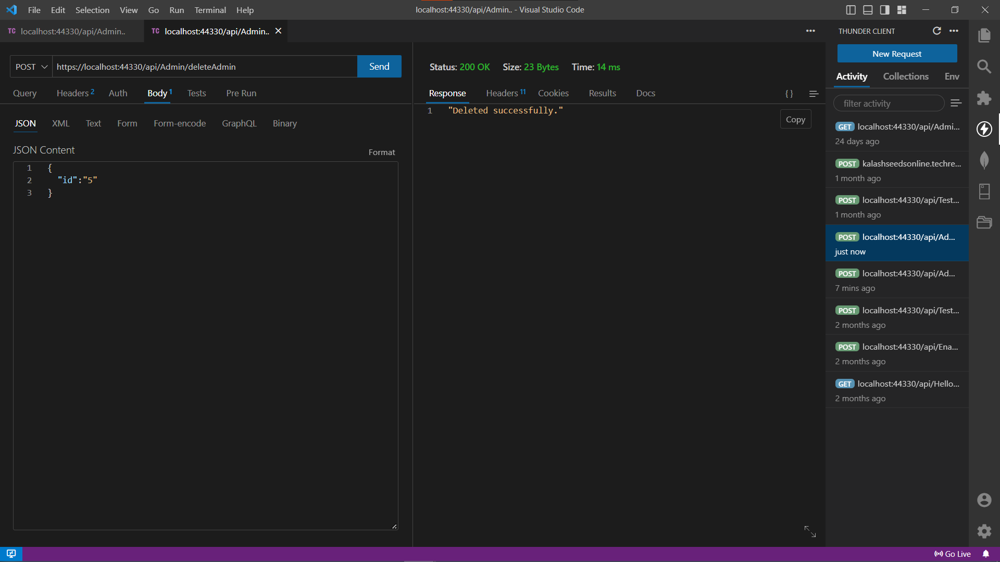 File Edit Selection View Go Run Terminal Help
localhost:44330/api/Admin.. - Visual Studio Code
TC localhost:44330/api/Admin..
TC localhost:44330/api/Admin..
POST https://localhost:44330/api/Admin/deleteAdmin Send
Query Headers 2 Auth Body 1 Tests Pre Run
JSON XML Text Form Form-encode GraphQL Binary
JSON Content
Format
1 {
2 "id":"5"
3 }
Status: 200 OK Size: 23 Bytes Time: 14 ms
Response Headers 11 Cookies Results Docs { }
1 "Deleted successfully."
Copy
THUNDER CLIENT
New Request
Activity Collections Env
filter activity
GET localhost:44330/api/Admi...
24 days ago
POST kalashseedsonline.techre...
1 month ago
POST localhost:44330/api/Test...
1 month ago
POST localhost:44330/api/Ad...
just now
POST localhost:44330/api/Ad...
7 mins ago
POST localhost:44330/api/Test...
2 months ago
POST localhost:44330/api/Ena...
2 months ago
GET localhost:44330/api/Hello...
2 months ago
Go Live